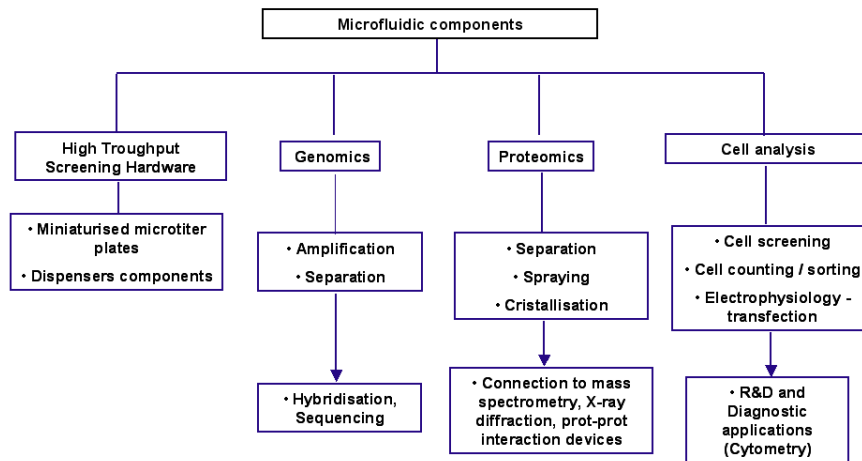 Microfluidic components
High Troughput
Screening Hardware
Genomics
Proteomics
Cell analysis
• Miniaturised microtiter
plates
• Dispensers components
• Amplification
• Separation
• Separation
• Spraying
• Cristallisation
• Cell screening
• Cell counting / sorting
• Electrophysiology -
transfection
• Hybridisation,
Sequencing
• Connection to mass
spectrometry, X-ray
diffraction, prot-prot
interaction devices
• R&D and
Diagnostic
applications
(Cytometry)